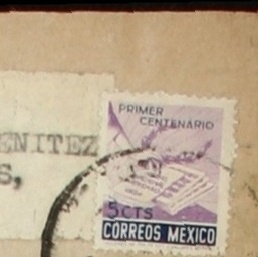 PRIMER
CENTENARIO
ENITEZ
S,
5 CTS
CORREOS MEXICO